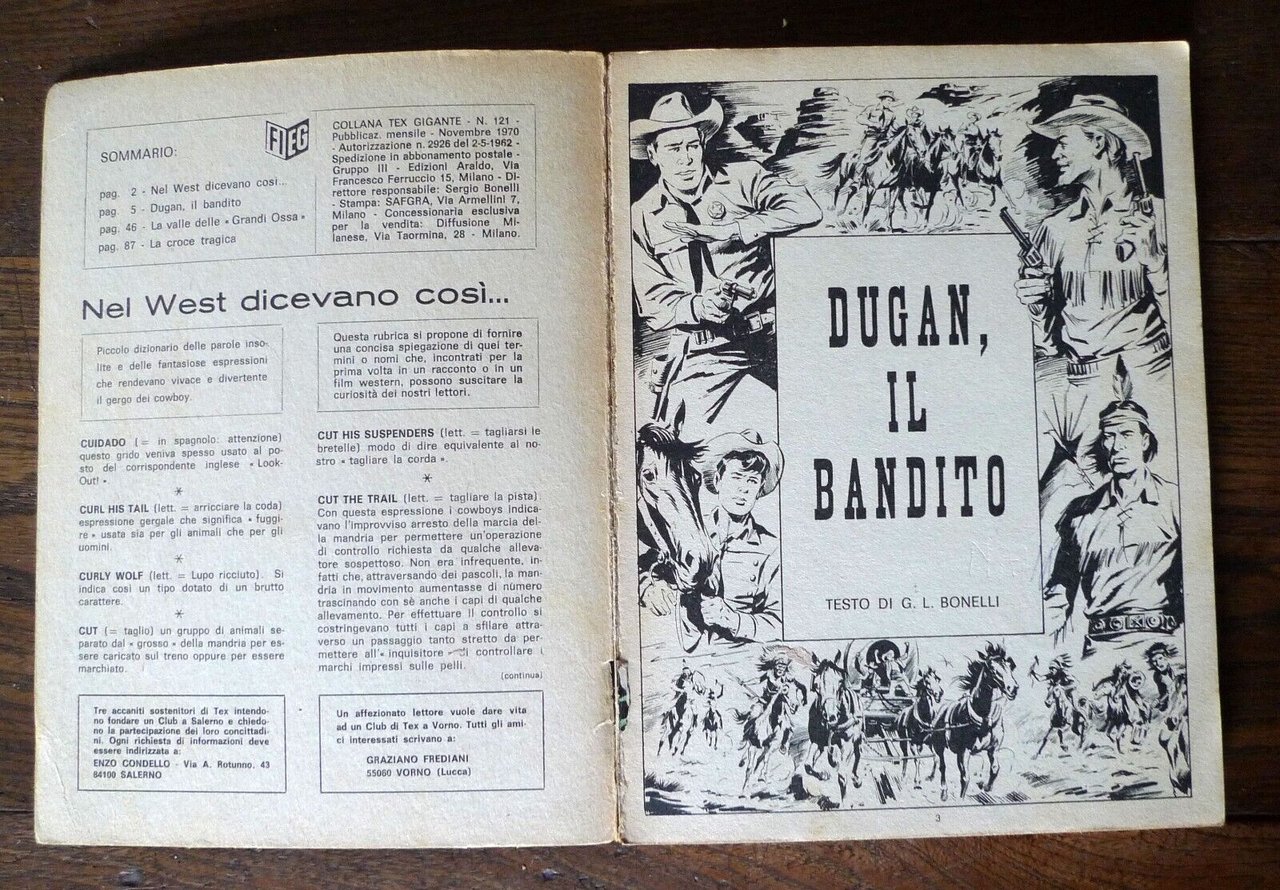 SOMMARIO:
FIEG
pag. 2 - Nel West dicevano così...
pag. 5 - Dugan, il bandito
pag. 46 - La valle delle « Grandi Ossa »
pag. 87 - La croce tragica
COLLANA TEX GIGANTE - N. 121 -
Pubblicaz. mensile - Novembre 1970
- Autorizzazione n. 2926 del 2-5-1962 -
Spedizione in abbonamento postale -
Gruppo III - Edizioni Araldo, Via
Francesco Ferruccio 15, Milano - Di-
rettore responsabile: Sergio Bonelli
- Stampa: SAFGRA, Via Armellini 7,
Milano - Concessionaria esclusiva
per la vendita: Diffusione Mi-
lanese, Via Taormina, 28 - Milano.
Nel West dicevano così...
Piccolo dizionario delle parole inso-
lite e delle fantasiose espressioni
che rendevano vivace e divertente
il gergo dei cowboy.
Questa rubrica si propone di fornire
una concisa spiegazione di quei ter-
mini o nomi che, incontrati per la
prima volta in un racconto o in un
film western, possono suscitare la
curiosità dei nostri lettori.
CUIDADO (= in spagnolo: attenzione)
questo grido veniva spesso usato al po-
sto del corrispondente inglese « Look-
Out! »
*
CURL HIS TAIL (lett. = arricciare la coda)
espressione gergale che significa « fuggi-
re » usata sia per gli animali che per gli
uomini.
*
CURLY WOLF (lett. = Lupo ricciuto). Si
indica così un tipo dotato di un brutto
carattere.
*
CUT (= taglio) un gruppo di animali se-
parato dal « grosso » della mandria per es-
sere caricato sul treno oppure per essere
marchiato.
CUT HIS SUSPENDERS (lett. = tagliarsi le
bretelle) modo di dire equivalente al no-
stro « tagliare la corda ».
*
CUT THE TRAIL (lett. = tagliare la pista)
Con questa espressione i cowboys indica-
vano l'improvviso arresto della marcia del-
la mandria per permettere un'operazione
di controllo richiesta da qualche alleva-
tore sospettoso. Non era infrequente, in-
fatti che, attraversando dei pascoli, la man-
dria in movimento aumentasse di numero
trascinando con sè anche i capi di qualche
allevamento. Per effettuare il controllo si
costringevano tutti i capi a sfilare attra-
verso un passaggio tanto stretto da per-
mettere all'« inquisitore » di controllare i
marchi impressi sulle pelli.
(continua)
Tre accaniti sostenitori di Tex intendo-
no fondare un Club a Salerno e chiedo-
no la partecipazione dei loro concittadi-
ni. Ogni richiesta di informazioni deve
essere indirizzata a:
ENZO CONDELLO - Via A. Rotunno, 43
84100 SALERNO
Un affezionato lettore vuole dare vita
ad un Club di Tex a Vorno. Tutti gli ami-
ci interessati scrivano a:
GRAZIANO FREDIANI
55060 VORNO (Lucca)
DUGAN,
IL
BANDITO
TESTO DI G. L. BONELLI
3